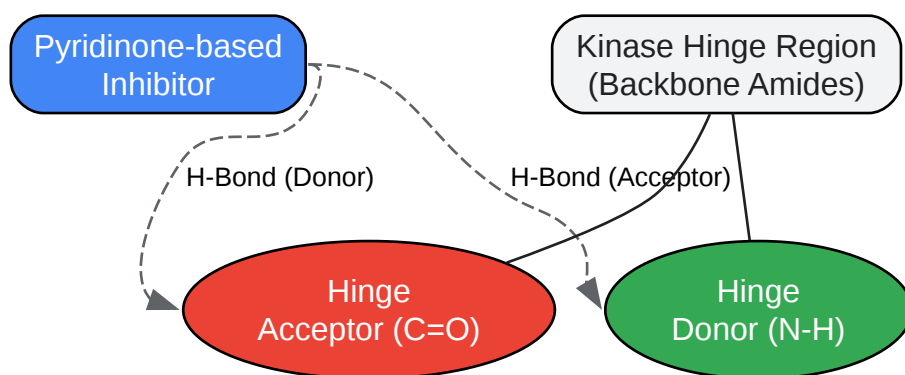 Pyridinone-based
Inhibitor
Kinase Hinge Region
(Backbone Amides)
H-Bond (Donor)
H-Bond (Acceptor)
Hinge
Acceptor (C=O)
Hinge
Donor (N-H)